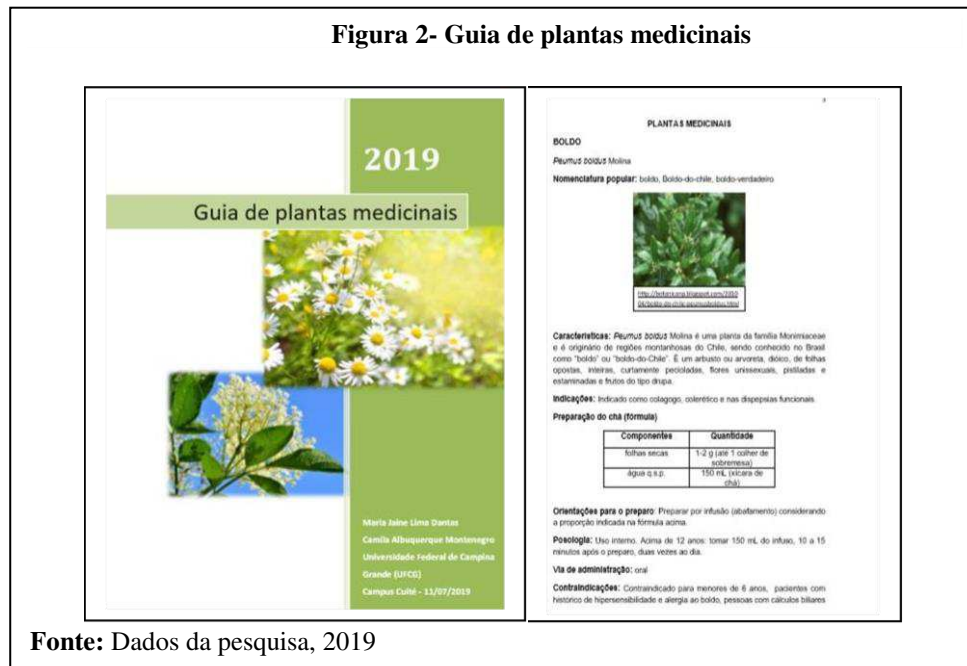 Figura 2- Guia de plantas medicinais
2019
Guia de plantas medicinais
Maria Jaine Lima Dantas
Camila Albuquerque Montenegro
Universidade Federal de Campina
Grande (UFCG)
Campus Cuité - 11/07/2019
PLANTAS MEDICINAIS
BOLDO
Peumus boldus Molina
Nomenclatura popular: boldo, Boldo-do-chile, boldo-verdadeiro
Características: Peumus boldus Molina é uma planta da família Monimiaceae
e é originário de regiões montanhosas do Chile, sendo conhecido no Brasil
como "boldo" ou "boldo-do-Chile". É um arbusto ou arvoreta, dióico, de folhas
opostas, inteiras, curtamente pecioladas, flores unissexuais, pistiladas e
estaminadas e frutos do tipo drupa.
Indicações: Indicado como colagogo, colerético e nas dispepsias funcionais.
Preparação do chá (fórmula)
Componentes Quantidade
folhas secas 1-2 g (até 1 colher de
sobremesa)
água q.s.p. 150 mL (xícara de
chá)
Orientações para o preparo: Preparar por infusão (abafamento) considerando
a proporção indicada na fórmula acima.
Posologia: Uso interno. Acima de 12 anos: tomar 150 mL do infuso, 10 a 15
minutos após o preparo, duas vezes ao dia.
Via de administração: oral
Contraindicações: Contraindicado para menores de 6 anos, pacientes com
histórico de hipersensibilidade e alergia ao boldo, pessoas com cálculos biliares
Fonte: Dados da pesquisa, 2019